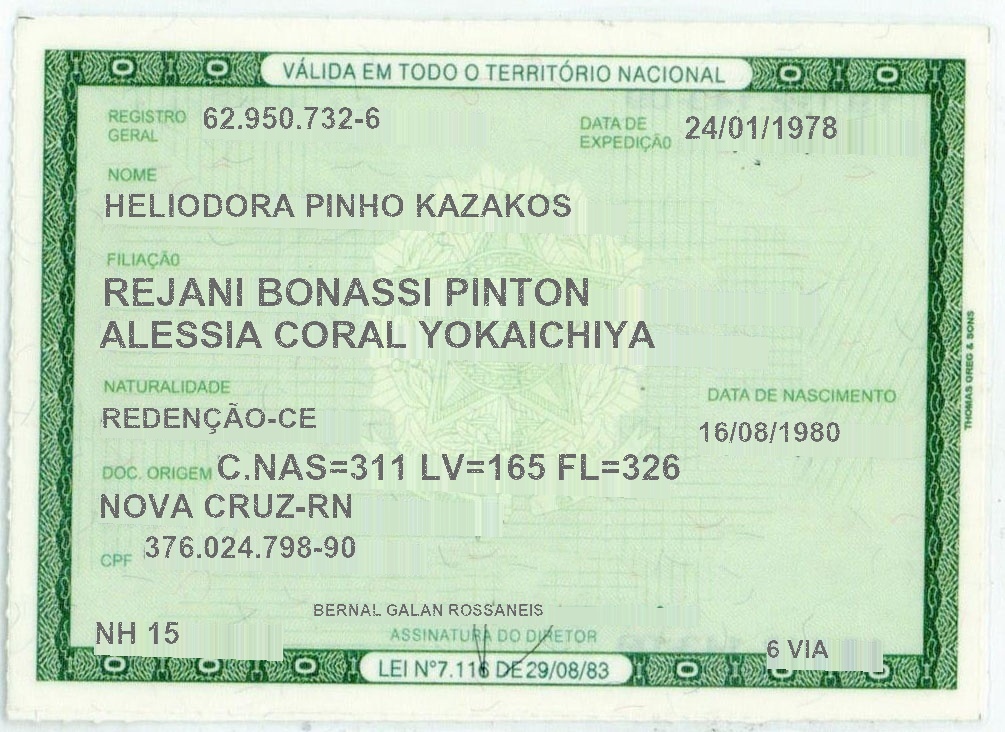 VÁLIDA EM TODO O TERRITÓRIO NACIONAL
REGISTRO GERAL 62.950.732-6
DATA DE EXPEDIÇÃO 24/01/1978
NOME
HELIODORA PINHO KAZAKOS
FILIAÇÃO
REJANI BONASSI PINTON
ALESSIA CORAL YOKAICHIYA
NATURALIDADE
REDENÇÃO-CE
DATA DE NASCIMENTO
16/08/1980
DOC. ORIGEM C.NAS=311 LV=165 FL=326
NOVA CRUZ-RN
CPF 376.024.798-90
BERNAL GALAN ROSSANEIS
NH 15
ASSINATURA DO DIRETOR
6 VIA
LEI Nº7.116 DE 29/08/83
THOMAS GREG & SONS